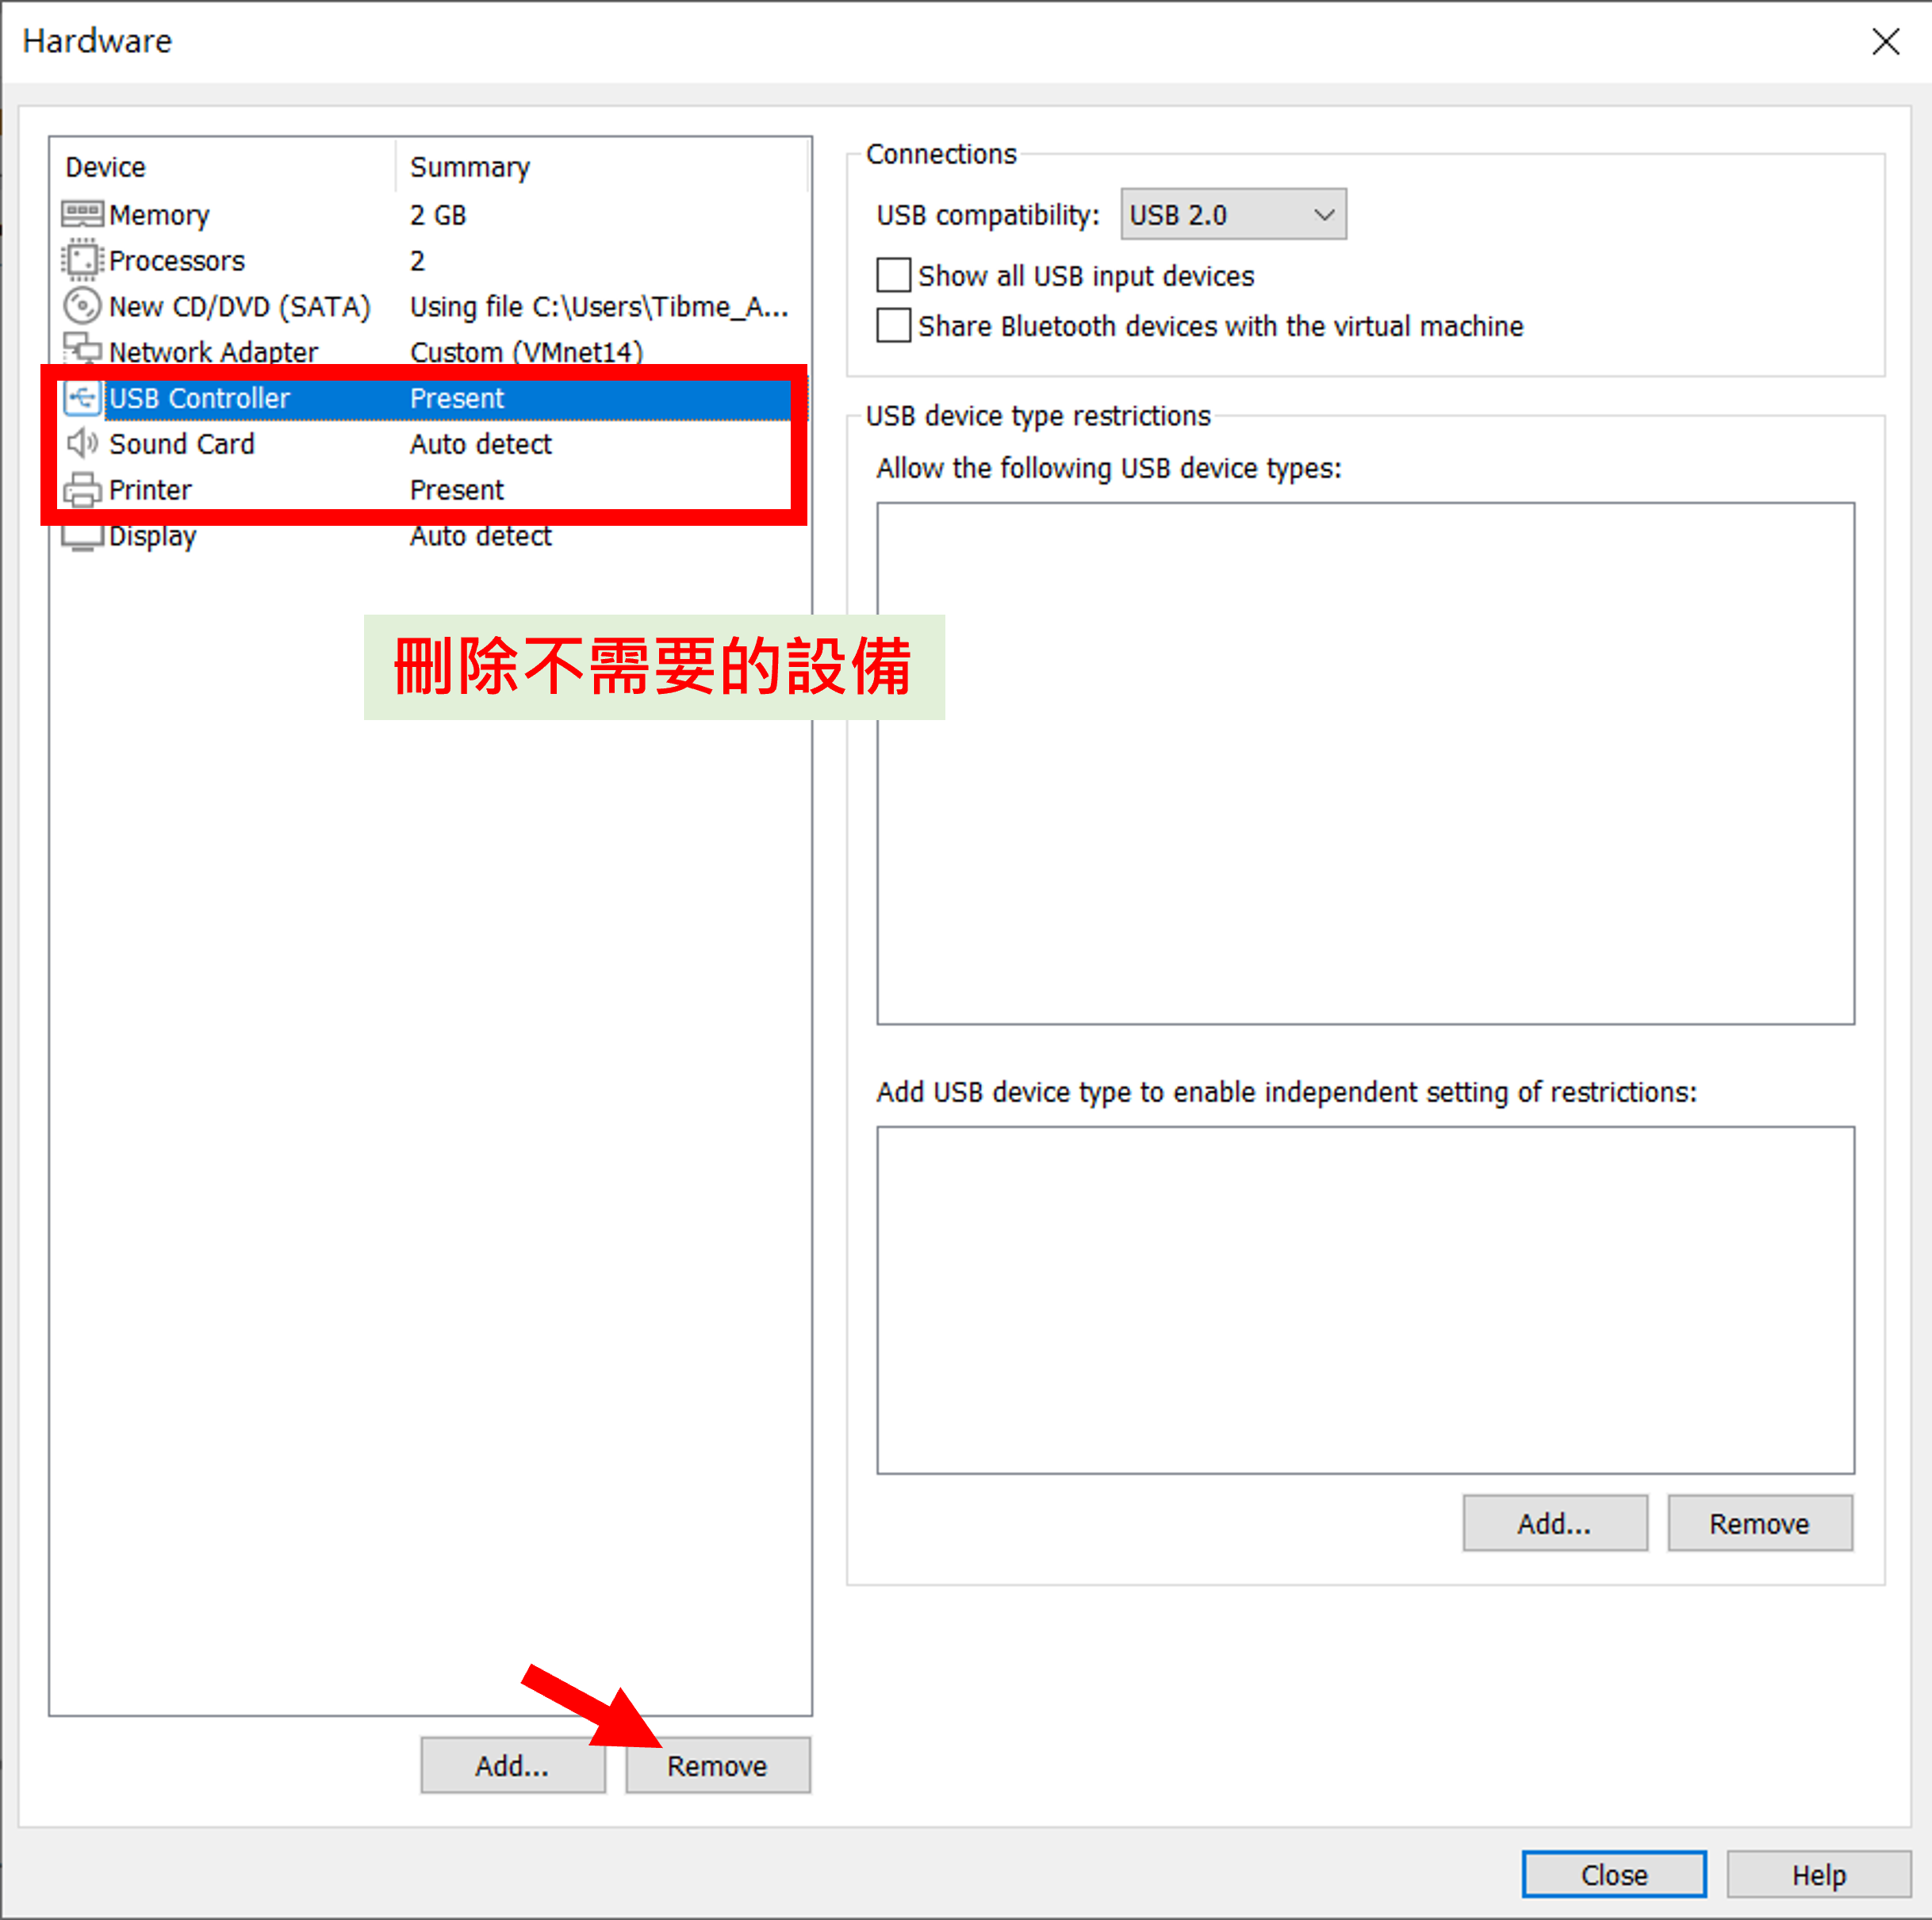 Hardware
Device Summary
Memory 2 GB
Processors 2
New CD/DVD (SATA) Using file C:\Users\Tibme_A...
Network Adapter Custom (VMnet14)
USB Controller Present
Sound Card Auto detect
Printer Present
Display Auto detect
刪除不需要的設備
Add... Remove
Connections
USB compatibility: USB 2.0
Show all USB input devices
Share Bluetooth devices with the virtual machine
USB device type restrictions
Allow the following USB device types:
Add USB device type to enable independent setting of restrictions:
Add... Remove
Close Help